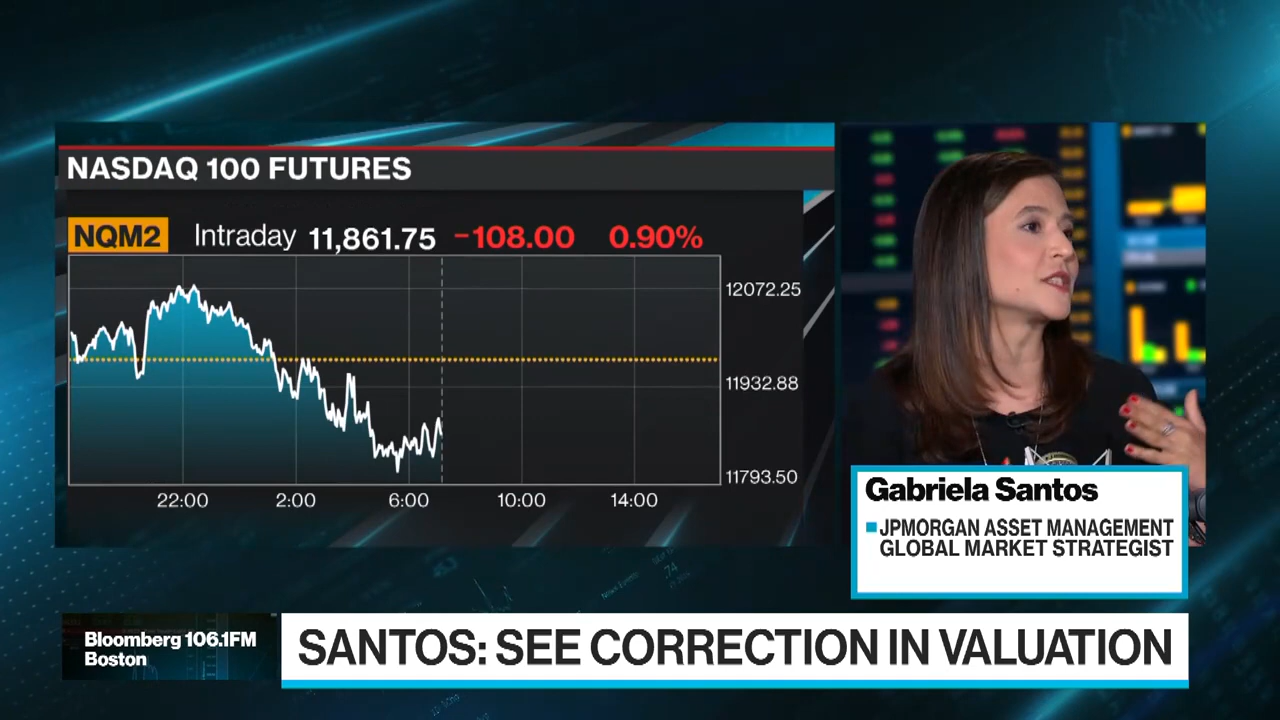 NASDAQ 100 FUTURES
NQM2 Intraday 11,861.75 -108.00 0.90%
12072.25
11932.88
11793.50
22:00 2:00 6:00 10:00 14:00
Gabriela Santos
JPMORGAN ASSET MANAGEMENT
GLOBAL MARKET STRATEGIST
Bloomberg 106.1FM
Boston
SANTOS: SEE CORRECTION IN VALUATION